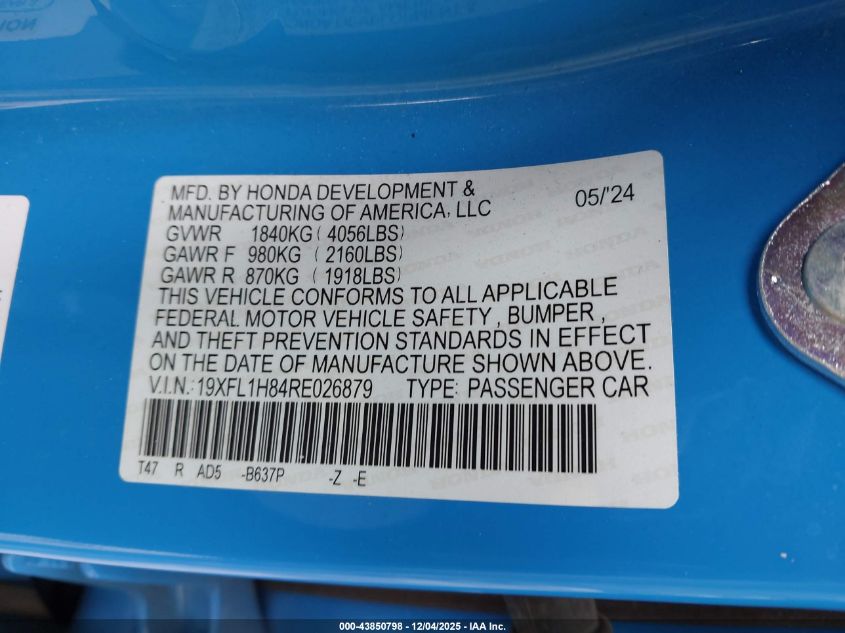 MFD. BY HONDA DEVELOPMENT &
MANUFACTURING OF AMERICA, LLC 05/'24
GVWR 1840KG ( 4056LBS)
GAWR F 980KG ( 2160LBS)
GAWR R 870KG ( 1918LBS)
THIS VEHICLE CONFORMS TO ALL APPLICABLE
FEDERAL MOTOR VEHICLE SAFETY , BUMPER ,
AND THEFT PREVENTION STANDARDS IN EFFECT
ON THE DATE OF MANUFACTURE SHOWN ABOVE.
V.I.N.: 19XFL1H84RE026879 TYPE: PASSENGER CAR
T47 R AD5 -B637P -Z -E
000-43850798 - 12/04/2025 - IAA Inc.